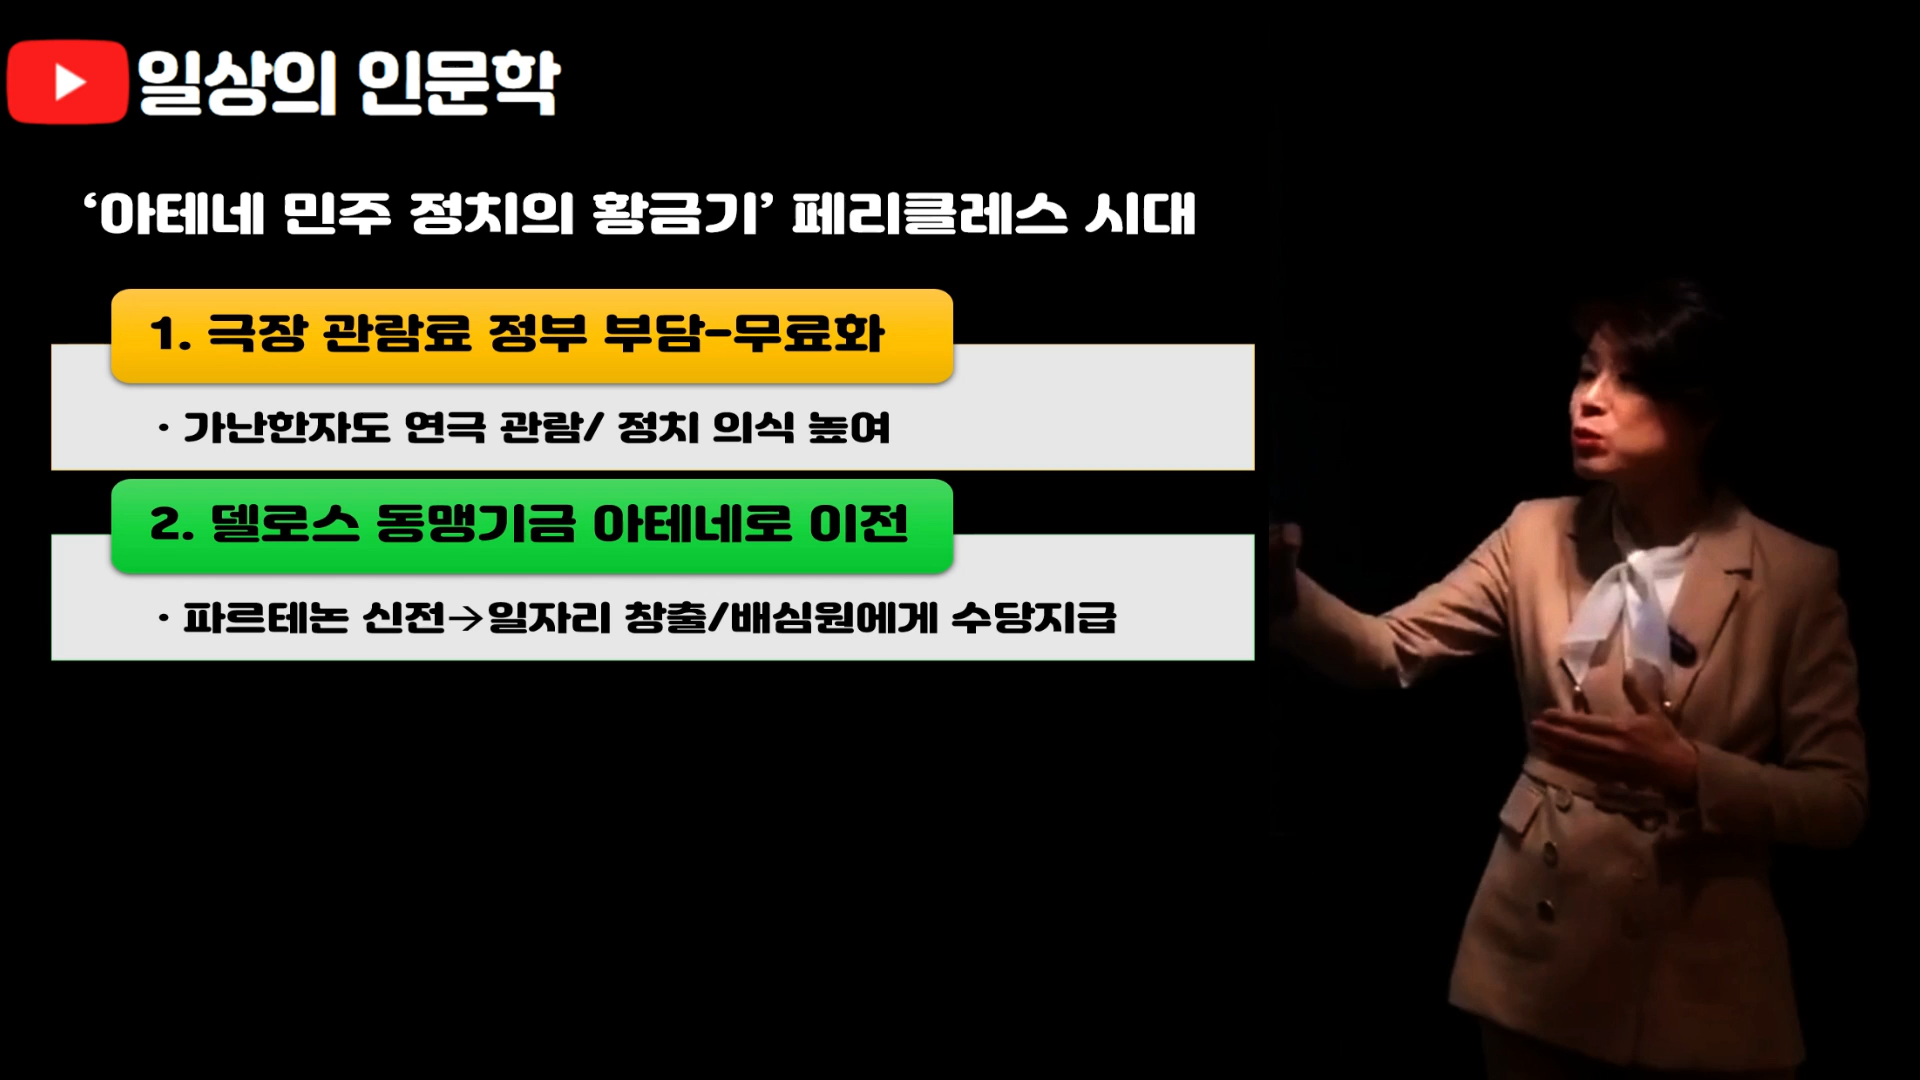 일상의 인문학
‘아테네 민주 정치의 황금기’ 페리클레스 시대
1. 극장 관람료 정부 부담-무료화
· 가난한자도 연극 관람/ 정치 의식 높여
2. 델로스 동맹기금 아테네로 이전
· 파르테논 신전→일자리 창출/배심원에게 수당지급